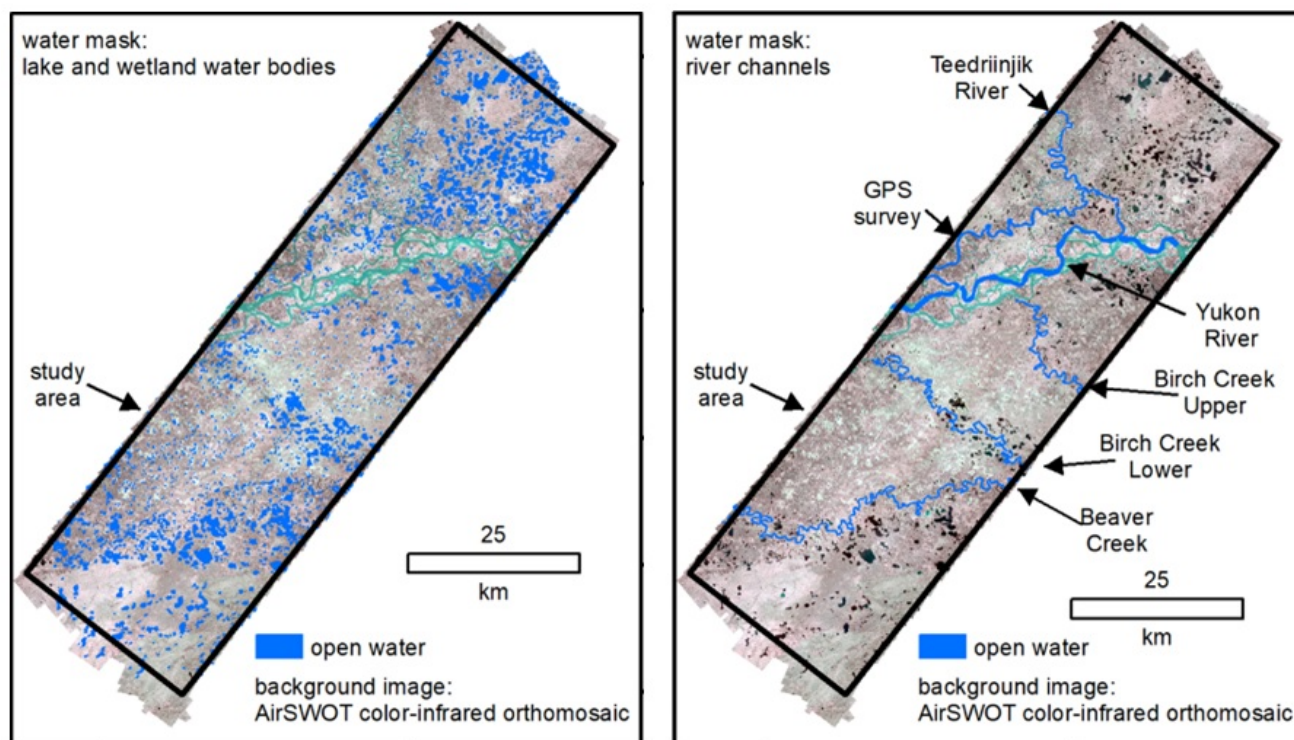 water mask:
lake and wetland water bodies
study
area
25
km
open water
background image:
AirSWOT color-infrared orthomosaic
water mask:
river channels
Teedriinjik
River
GPS
survey
Yukon
River
study
area
Birch Creek
Upper
Birch Creek
Lower
Beaver
Creek
25
km
open water
background image:
AirSWOT color-infrared orthomosaic